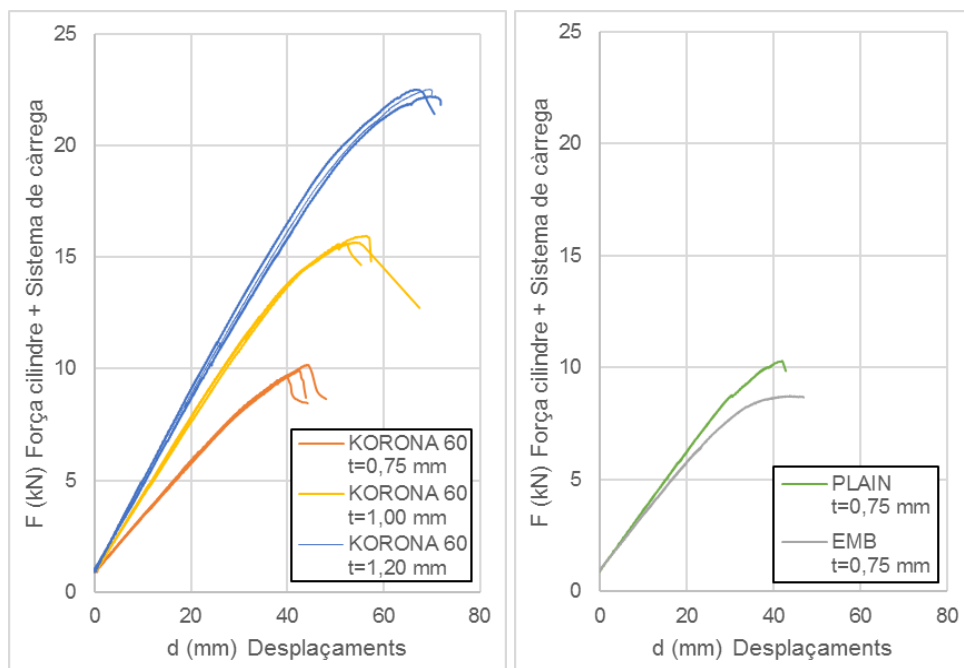 F (kN) Força cilindre + Sistema de càrrega
25
20
15
10
5
0
0
20
40
60
80
d (mm) Desplaçaments
KORONA 60
t=0,75 mm
KORONA 60
t=1,00 mm
KORONA 60
t=1,20 mm
F (kN) Força cilindre + Sistema de càrrega
25
20
15
10
5
0
0
20
40
60
80
d (mm) Desplaçaments
PLAIN
t=0,75 mm
EMB
t=0,75 mm